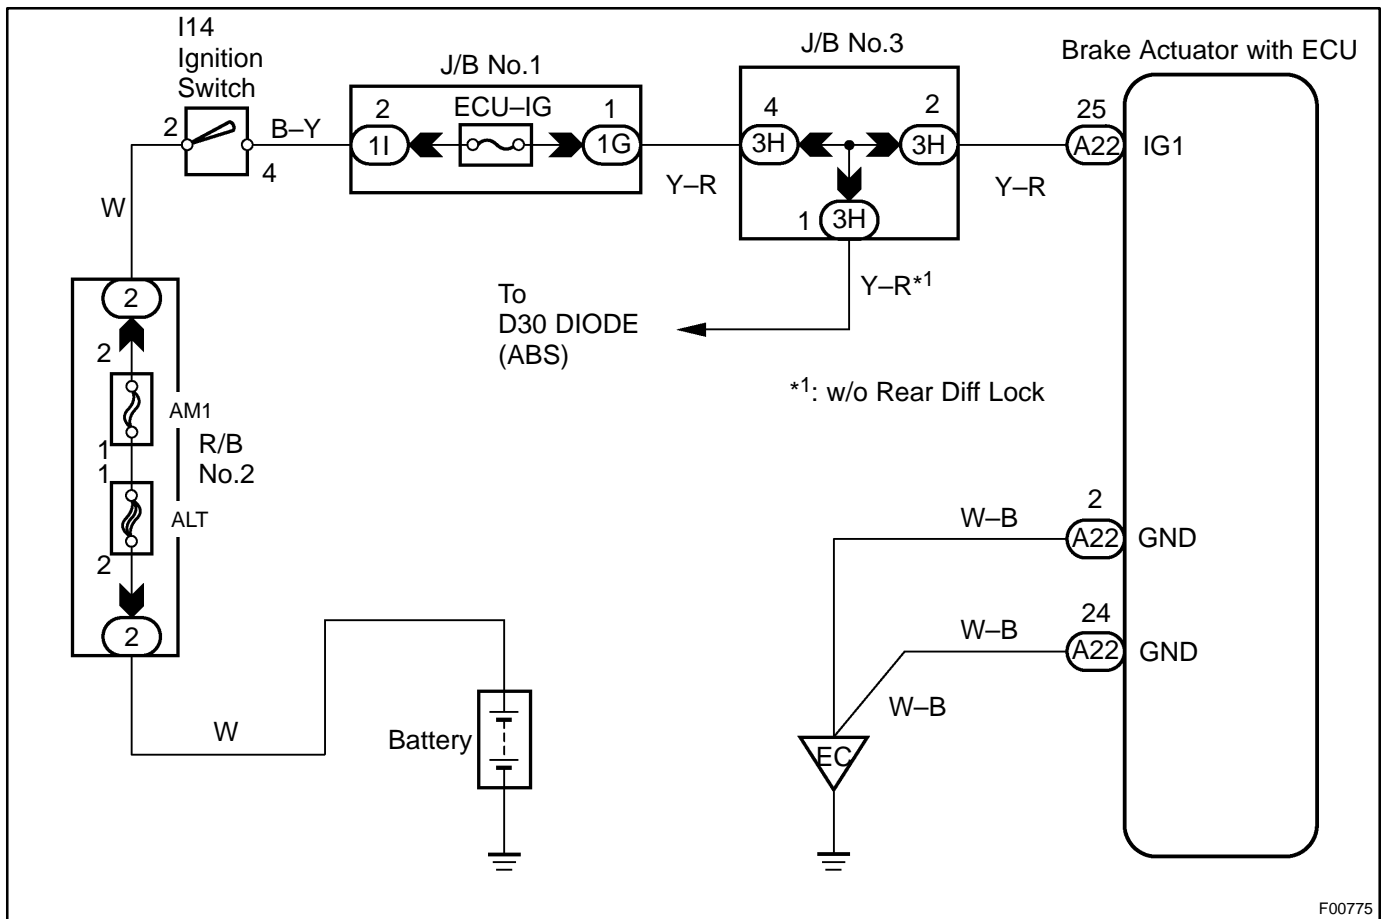 I14
Ignition
Switch
J/B No.1
J/B No.3
Brake Actuator with ECU
2
4
B–Y
2
1I
ECU–IG
1
1G
Y–R
4
3H
2
3H
1
3H
Y–R
25
A22
IG1
W
Y–R*1
To
D30 DIODE
(ABS)
*1: w/o Rear Diff Lock
2
2
AM1
1
R/B
No.2
1
ALT
2
2
W
Battery
W–B
2
A22
GND
W–B
24
A22
GND
W–B
EC
F00775